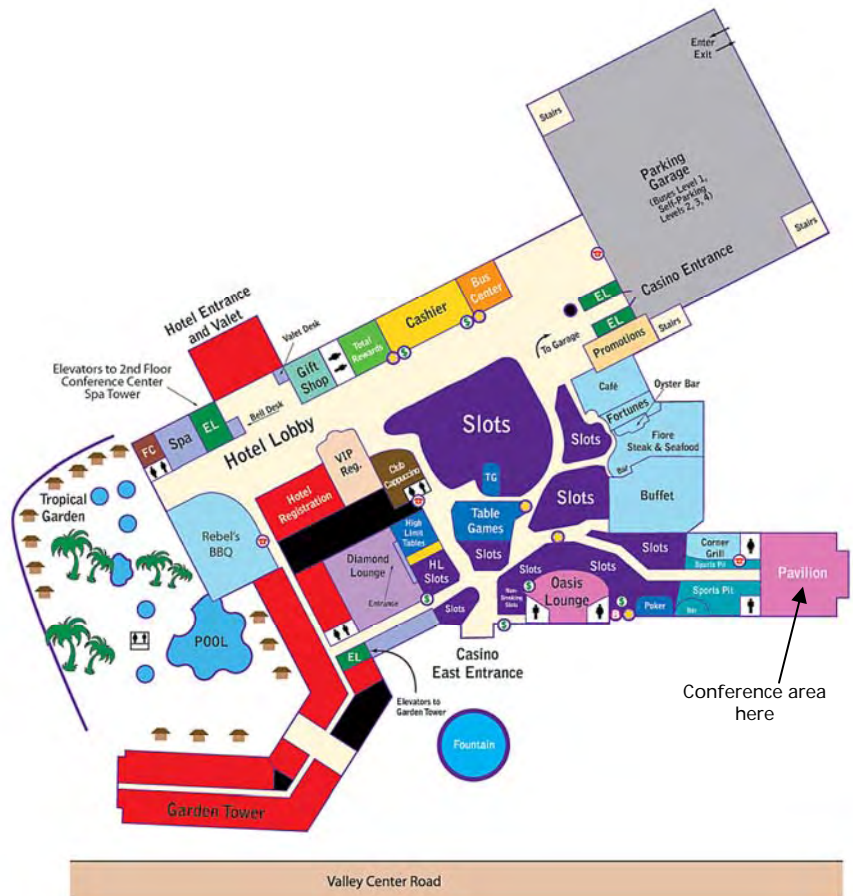 Enter
Exit
Stairs
Parking
Garage
(Buses Level 1,
Self-Parking
Levels 2, 3, 4)
Stairs
Casino Entrance
EL
EL
Stairs
Promotions
To Garage
Bus
Center
Cashier
Total
Rewards
Gift
Shop
Valet Desk
Hotel Entrance
and Valet
Elevators to 2nd Floor
Conference Center
Spa Tower
EL
Bell Desk
Spa
FC
Hotel Lobby
Café
Oyster Bar
Fortunes
Fiore
Steak & Seafood
Bar
Buffet
Slots
Slots
Slots
TG
Table
Games
Slots
VIP
Reg.
Club
Cappuccino
Hotel
Registration
High
Limit
Tables
HL
Slots
Diamond
Lounge
Entrance
Slots
Tropical
Garden
Rebel's
BBQ
POOL
Slots
Slots
Non-
Smoking
Slots
Oasis
Lounge
Poker
Corner
Grill
Sports Pit
Sports Pit
Bar
Pavilion
Conference area
here
Casino
East Entrance
EL
Elevators to
Garden Tower
Fountain
Garden Tower
Valley Center Road